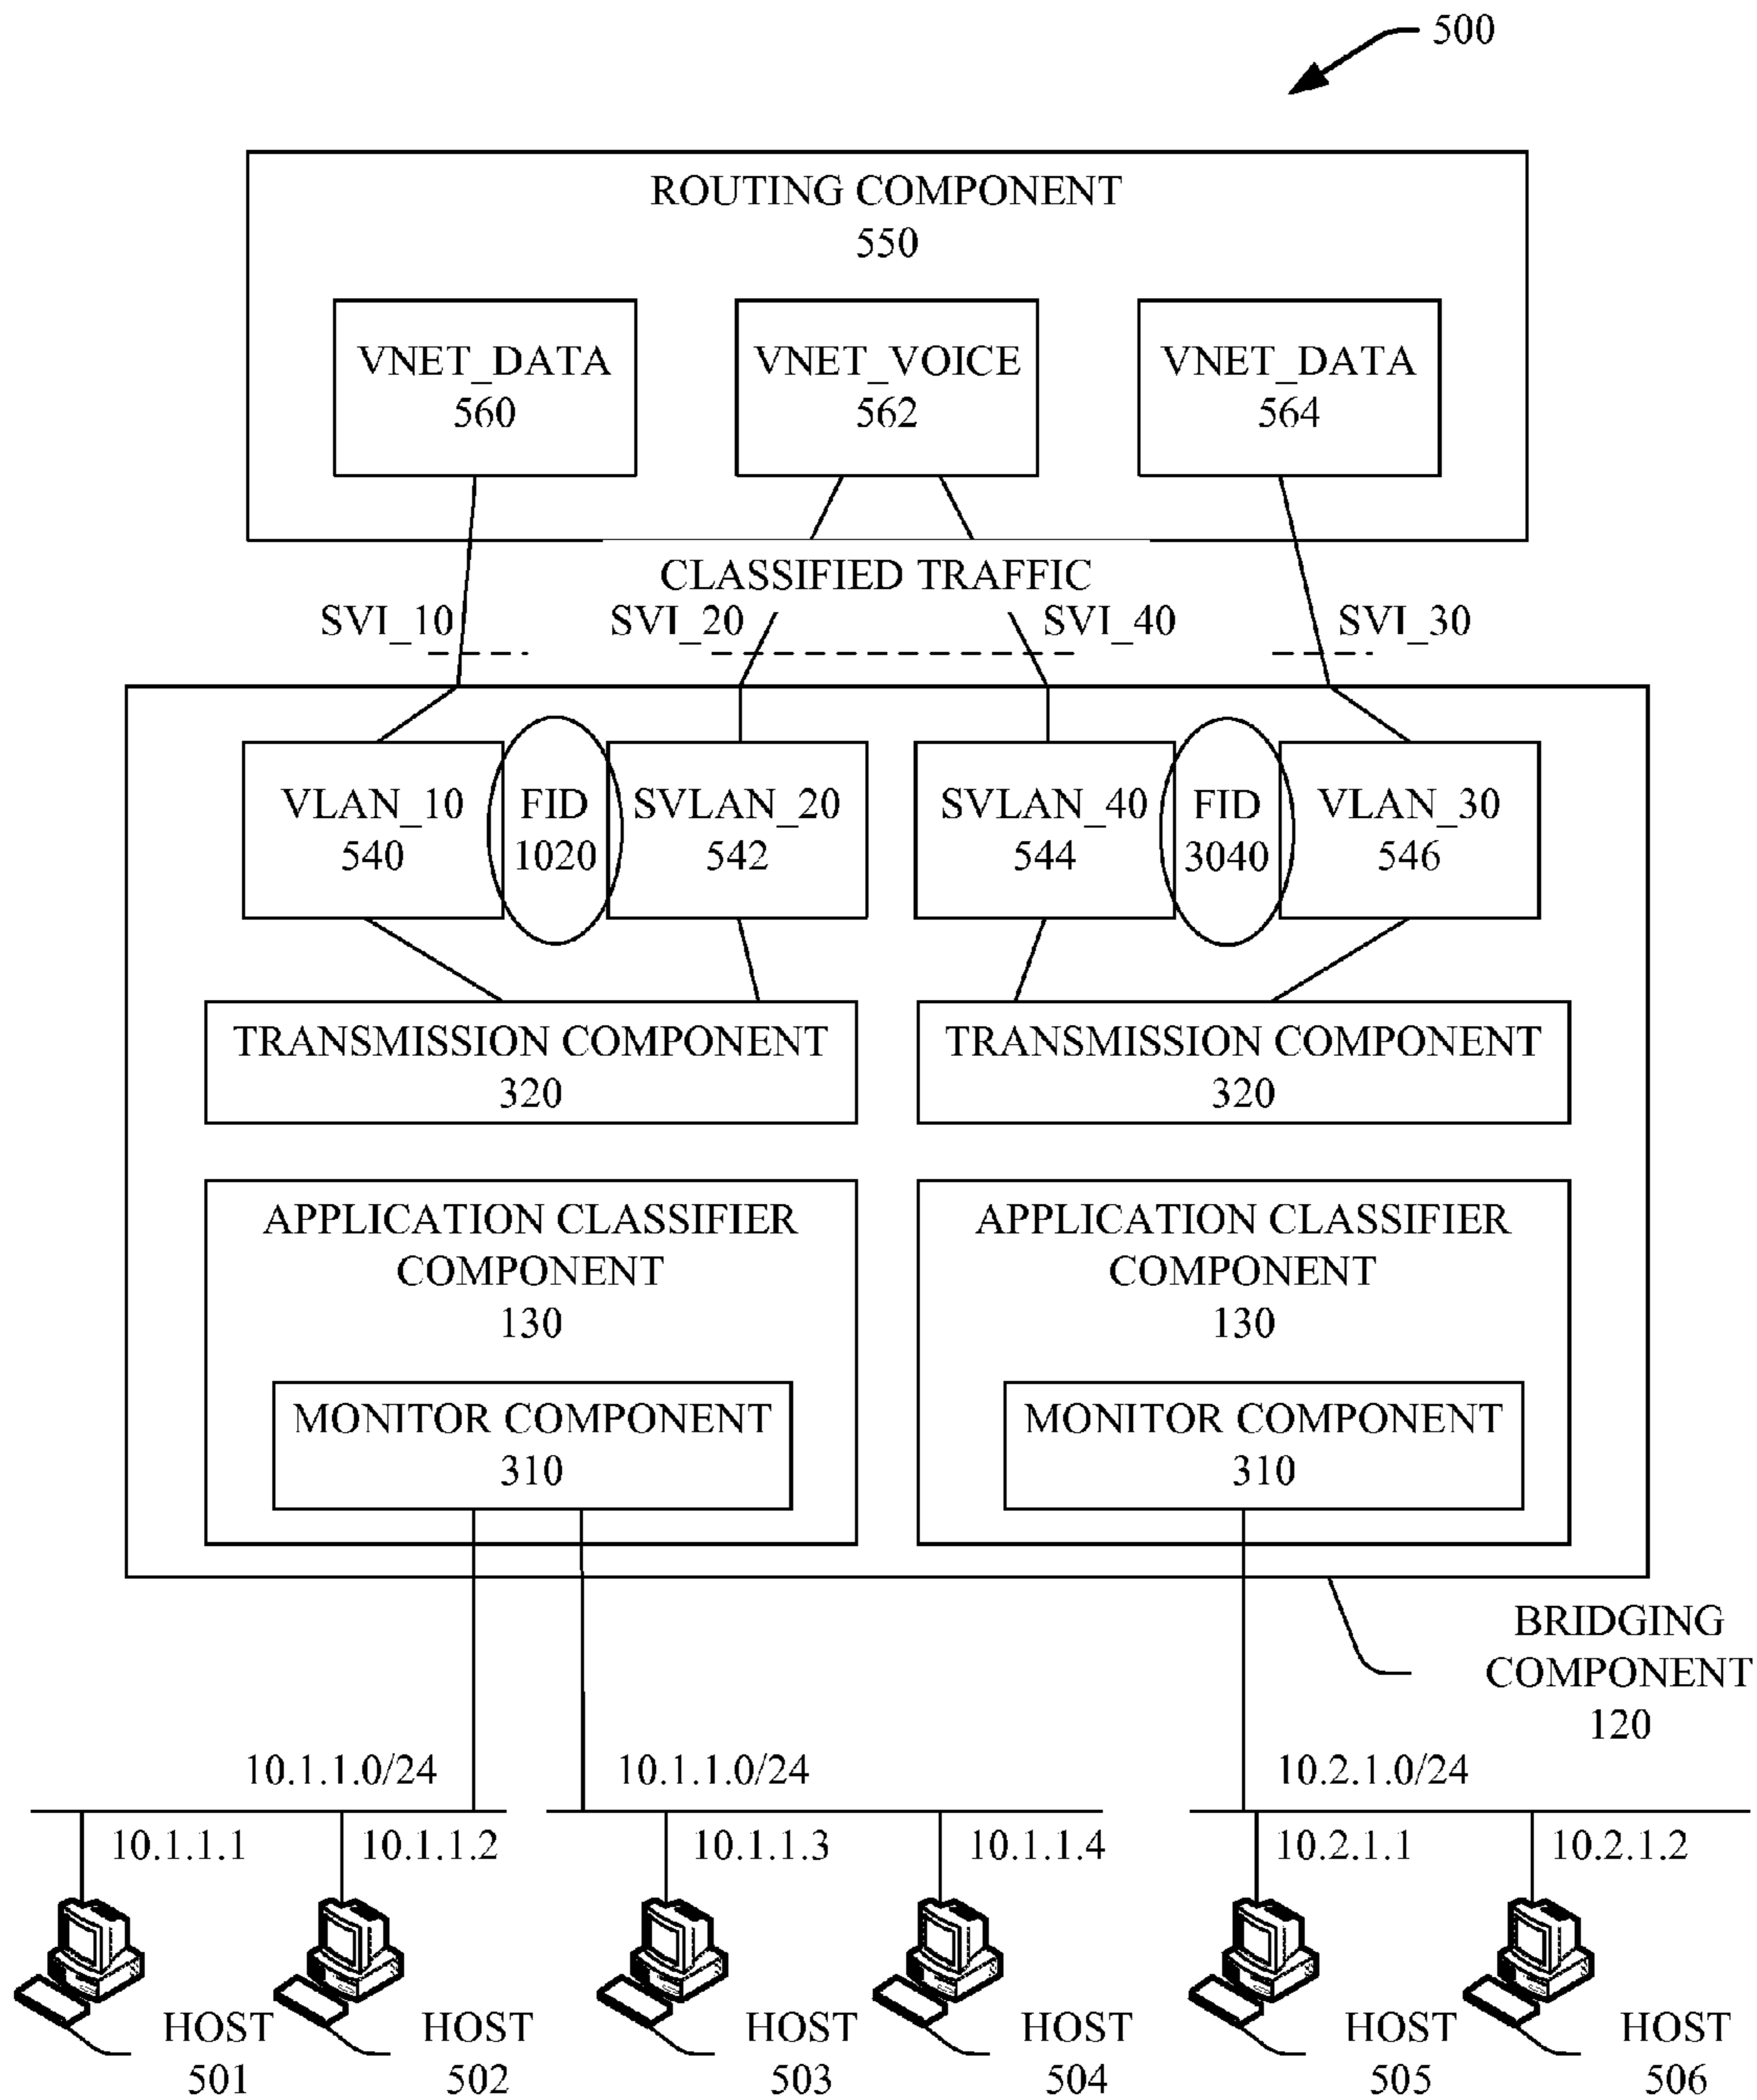 500
ROUTING COMPONENT
550
VNET_DATA
560
VNET_VOICE
562
VNET_DATA
564
CLASSIFIED TRAFFIC
SVI_10
SVI_20
SVI_40
SVI_30
VLAN_10
540
FID
1020
SVLAN_20
542
SVLAN_40
544
FID
3040
VLAN_30
546
TRANSMISSION COMPONENT
320
TRANSMISSION COMPONENT
320
APPLICATION CLASSIFIER
COMPONENT
130
MONITOR COMPONENT
310
APPLICATION CLASSIFIER
COMPONENT
130
MONITOR COMPONENT
310
BRIDGING
COMPONENT
120
10.1.1.0/24
10.1.1.0/24
10.2.1.0/24
10.1.1.1
10.1.1.2
10.1.1.3
10.1.1.4
10.2.1.1
10.2.1.2
HOST
501
HOST
502
HOST
503
HOST
504
HOST
505
HOST
506